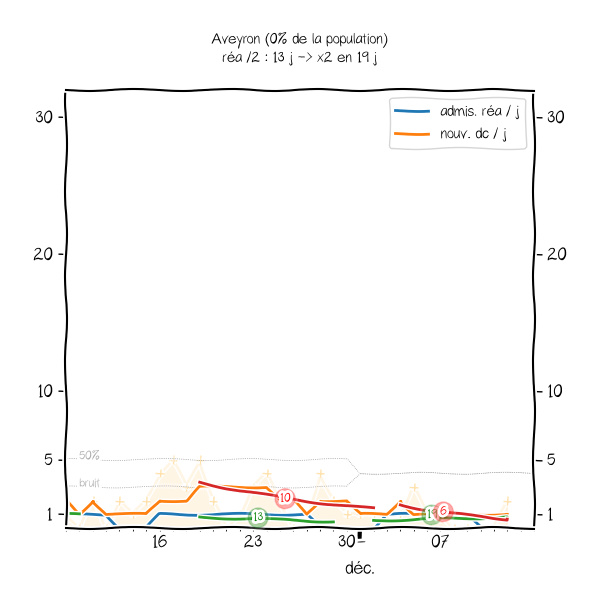 Aveyron (0% de la population)
réa /2 : 13 j -> x2 en 19 j
admis. réa / j
nouv. dc / j
30 30
20 20
10 10
5 5
1 1
50%
bruit
10
13
6
16 23 30 07
déc.